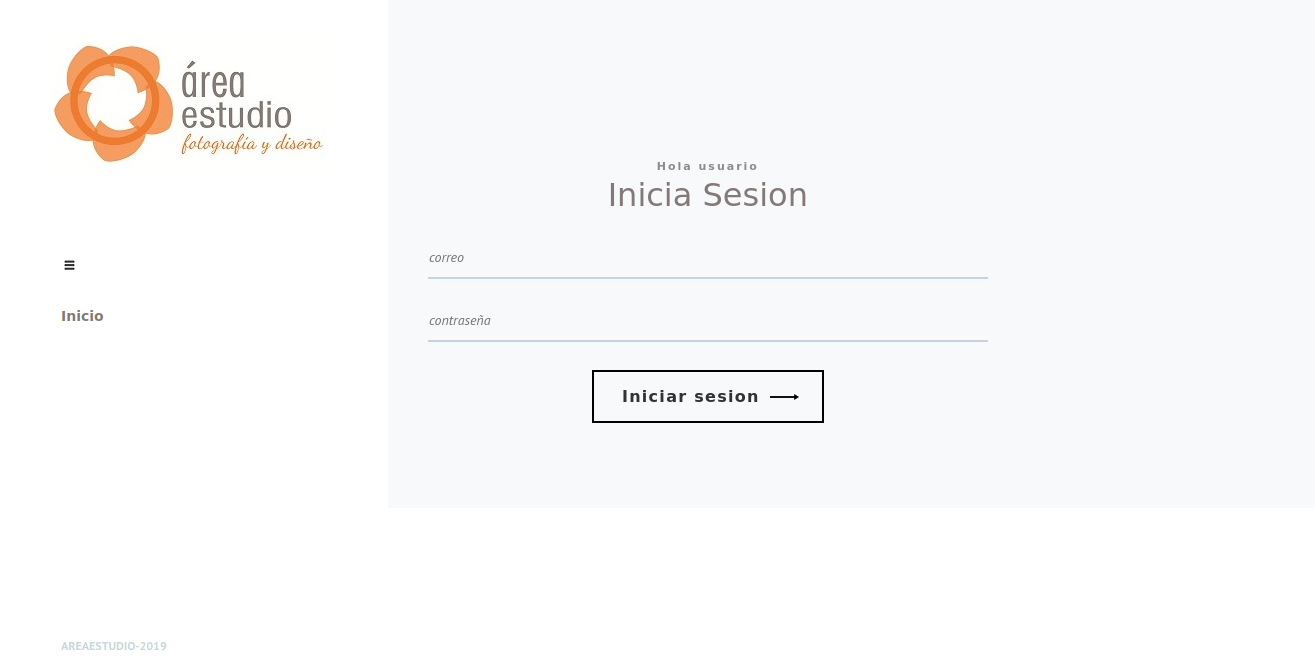 área
estudio
fotografía y diseño
Inicio
Hola usuario
Inicia Sesion
correo
contraseña
Iniciar sesion
AREAESTUDIO-2019